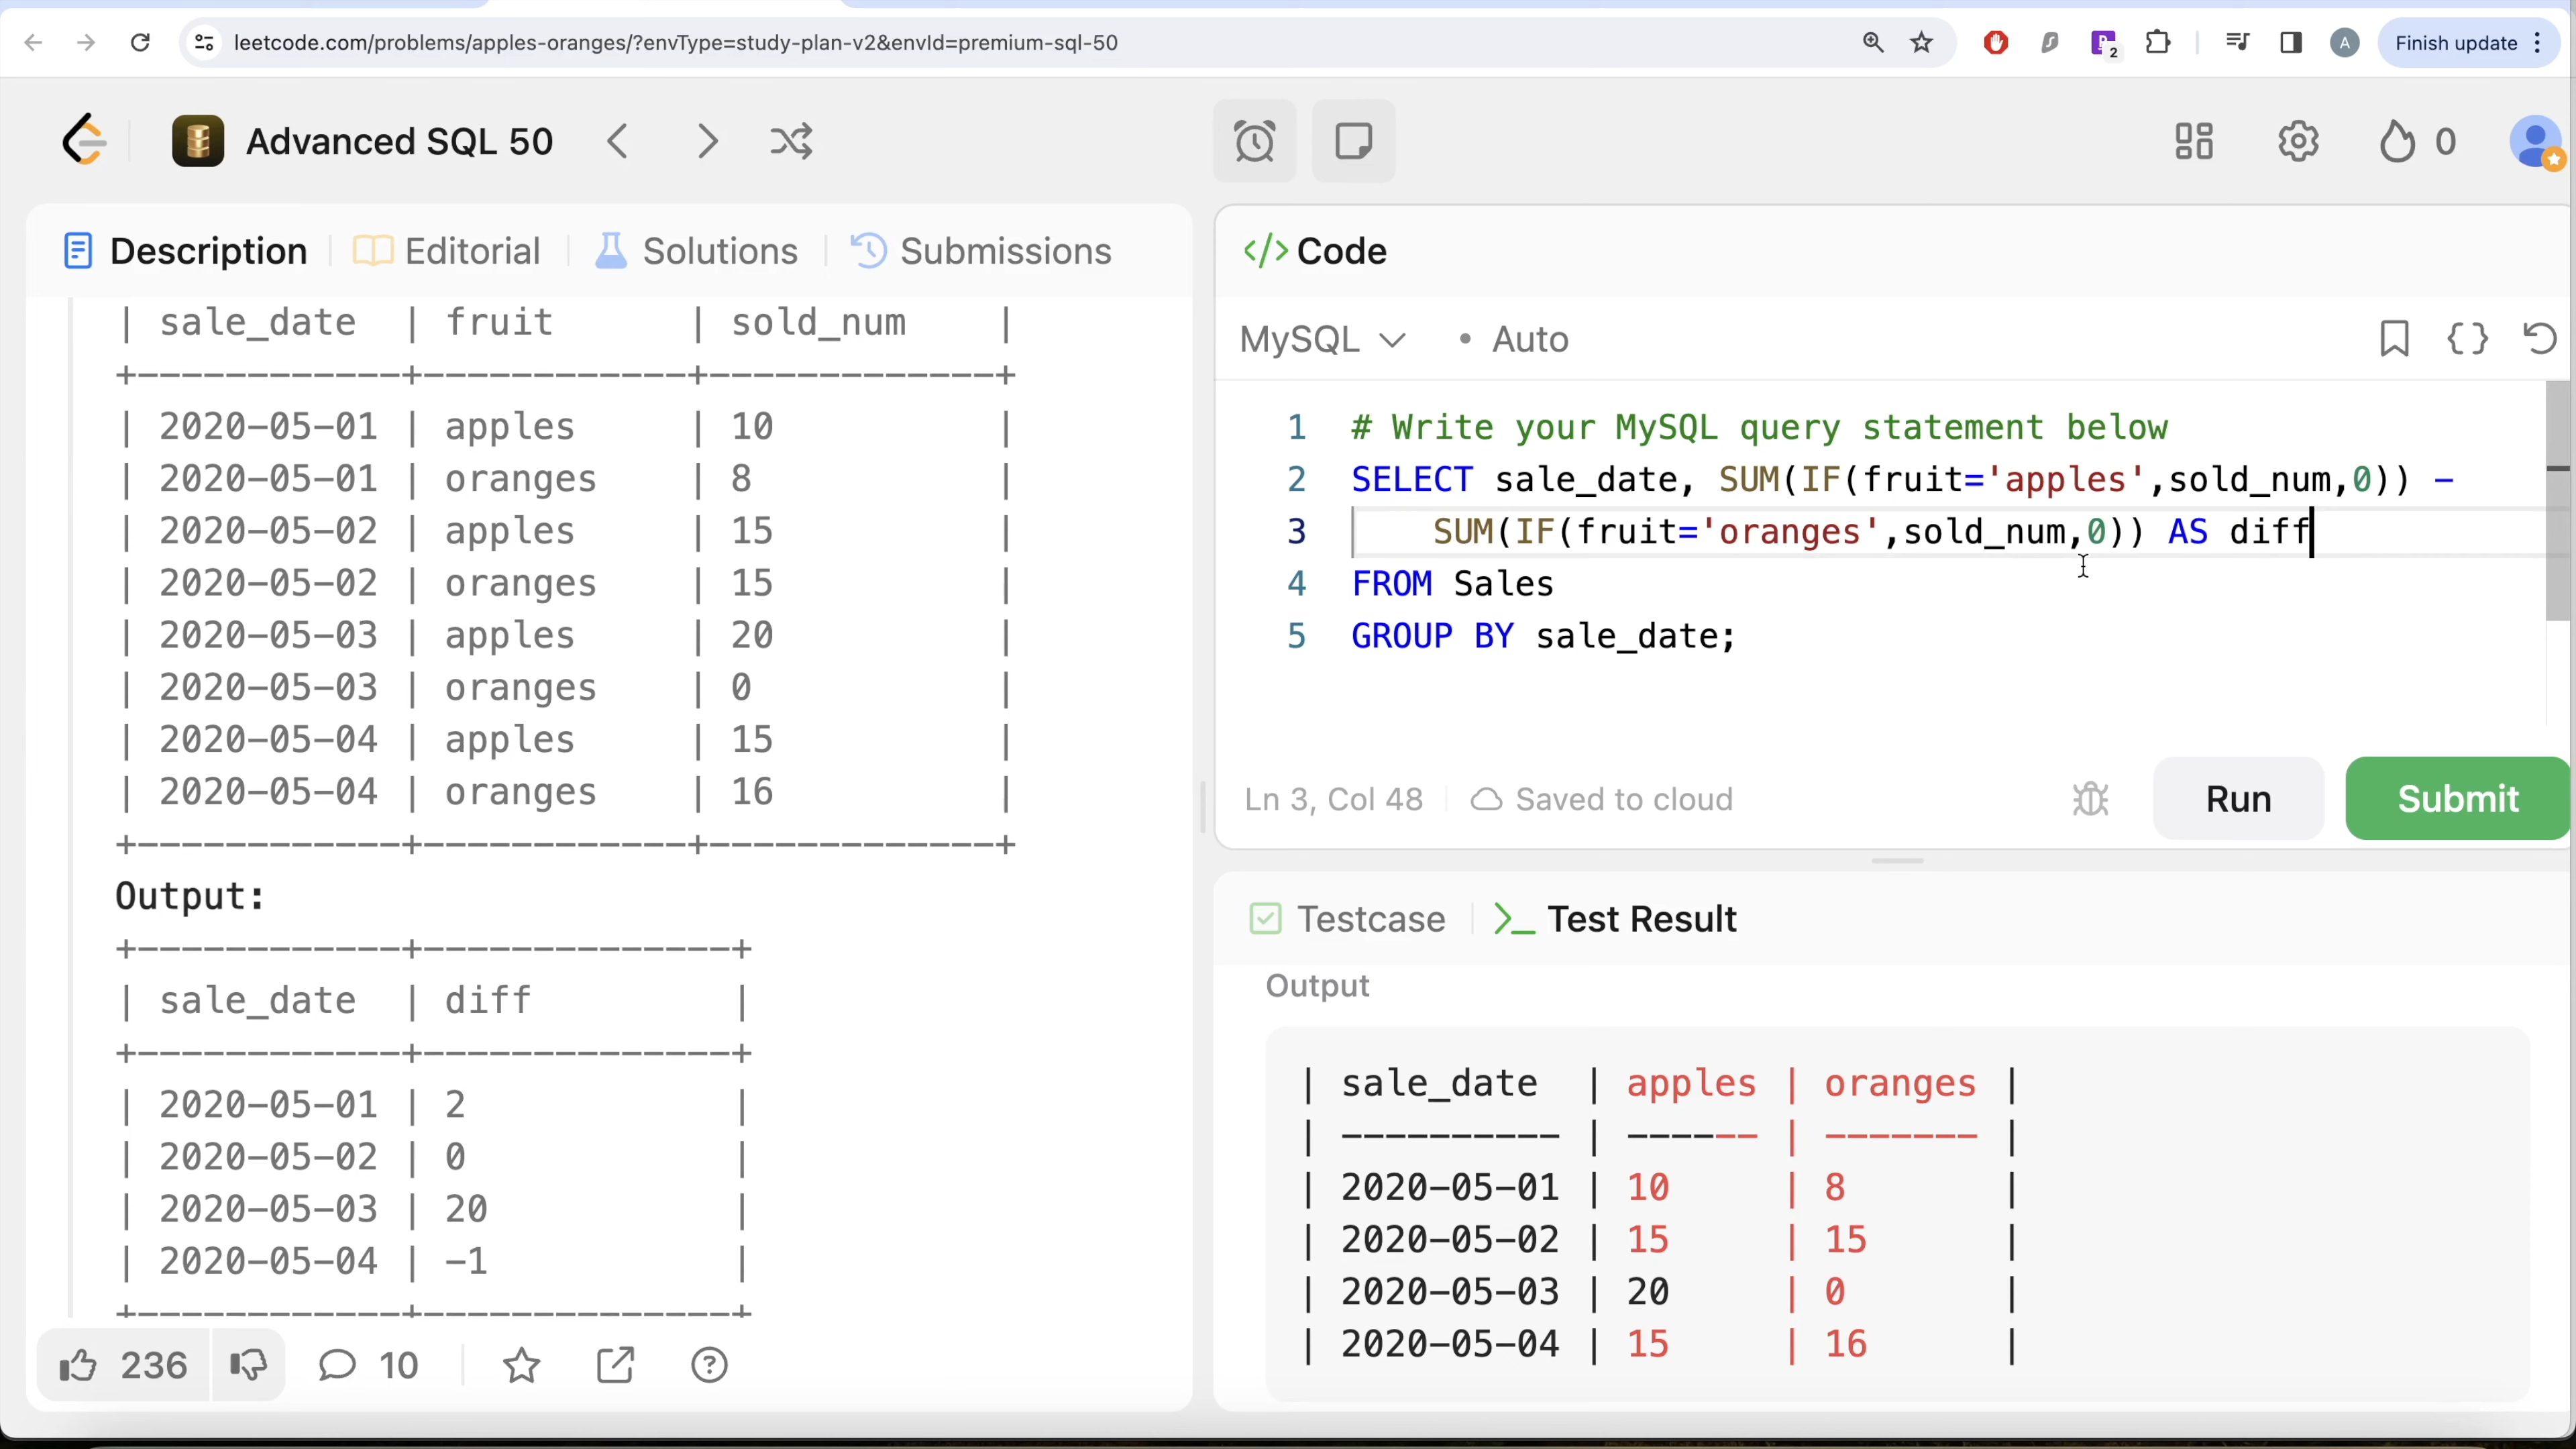 leetcode.com/problems/apples-oranges/?envType=study-plan-v2&envId=premium-sql-50
2
A
Finish update
Advanced SQL 50
0
Description
Editorial
Solutions
Submissions
| sale_date | fruit | sold_num |
+------------+------------+-------------+
| 2020-05-01 | apples | 10 |
| 2020-05-01 | oranges | 8 |
| 2020-05-02 | apples | 15 |
| 2020-05-02 | oranges | 15 |
| 2020-05-03 | apples | 20 |
| 2020-05-03 | oranges | 0 |
| 2020-05-04 | apples | 15 |
| 2020-05-04 | oranges | 16 |
+------------+------------+-------------+
Output:
+------------+--------------+
| sale_date | diff |
+------------+--------------+
| 2020-05-01 | 2 |
| 2020-05-02 | 0 |
| 2020-05-03 | 20 |
| 2020-05-04 | -1 |
+------------+--------------+
236
10
</> Code
MySQL
• Auto
1 # Write your MySQL query statement below
2 SELECT sale_date, SUM(IF(fruit='apples',sold_num,0)) -
3 SUM(IF(fruit='oranges',sold_num,0)) AS diff
4 FROM Sales
5 GROUP BY sale_date;
Ln 3, Col 48
Saved to cloud
Run
Submit
Testcase
>_ Test Result
Output
| sale_date | apples | oranges |
| ---------- | ------ | ------- |
| 2020-05-01 | 10 | 8 |
| 2020-05-02 | 15 | 15 |
| 2020-05-03 | 20 | 0 |
| 2020-05-04 | 15 | 16 |